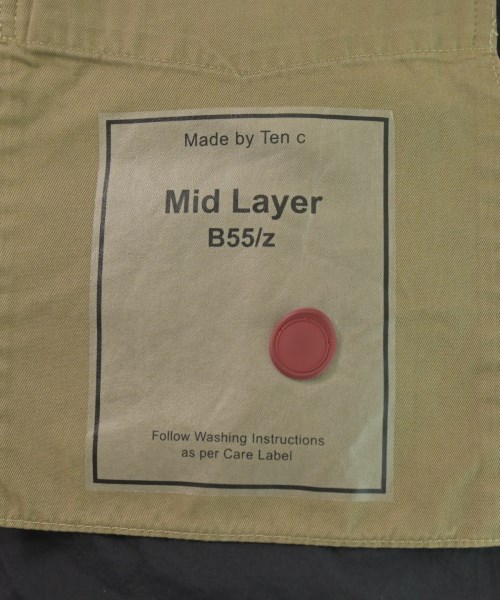 Made by Ten c
Mid Layer
B55/z
Follow Washing Instructions
as per Care Label